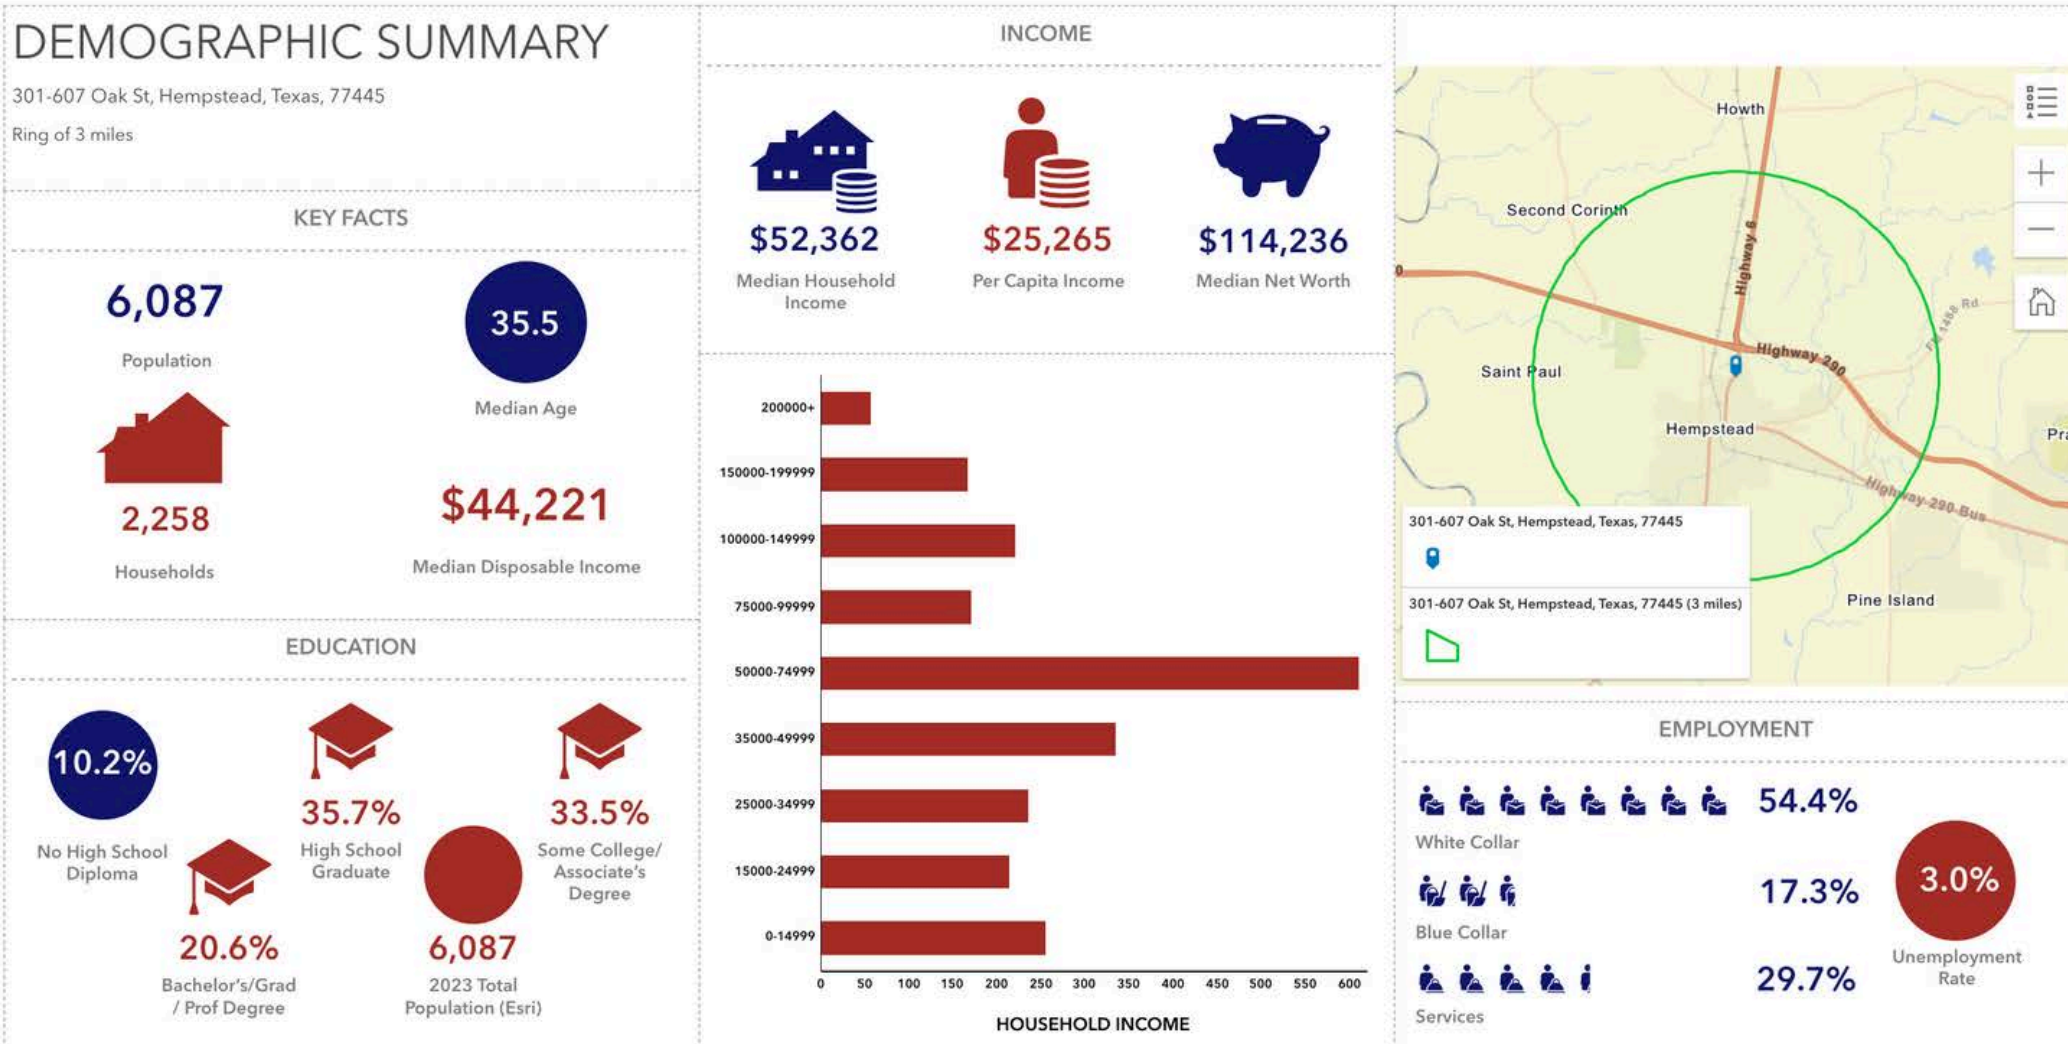 DEMOGRAPHIC SUMMARY
301-607 Oak St, Hempstead, Texas, 77445
Ring of 3 miles
KEY FACTS
6,087
Population
35.5
Median Age
2,258
Households
$44,221
Median Disposable Income
EDUCATION
10.2%
No High School
Diploma
20.6%
Bachelor's/Grad
/ Prof Degree
35.7%
High School
Graduate
6,087
2023 Total
Population (Esri)
33.5%
Some College/
Associate's
Degree
INCOME
$52,362
Median Household
Income
$25,265
Per Capita Income
$114,236
Median Net Worth
200000+
150000-199999
100000-149999
75000-99999
50000-74999
35000-49999
25000-34999
15000-24999
0-14999
0 50 100 150 200 250 300 350 400 450 500 550 600
HOUSEHOLD INCOME
Howth
Second Corinth
Highway 6
0
FM 1488 Rd
Highway 290
Saint Paul
Hempstead
Pra
Highway 290 Bus
Pine Island
301-607 Oak St, Hempstead, Texas, 77445
301-607 Oak St, Hempstead, Texas, 77445 (3 miles)
EMPLOYMENT
54.4%
White Collar
17.3%
Blue Collar
29.7%
Services
3.0%
Unemployment
Rate